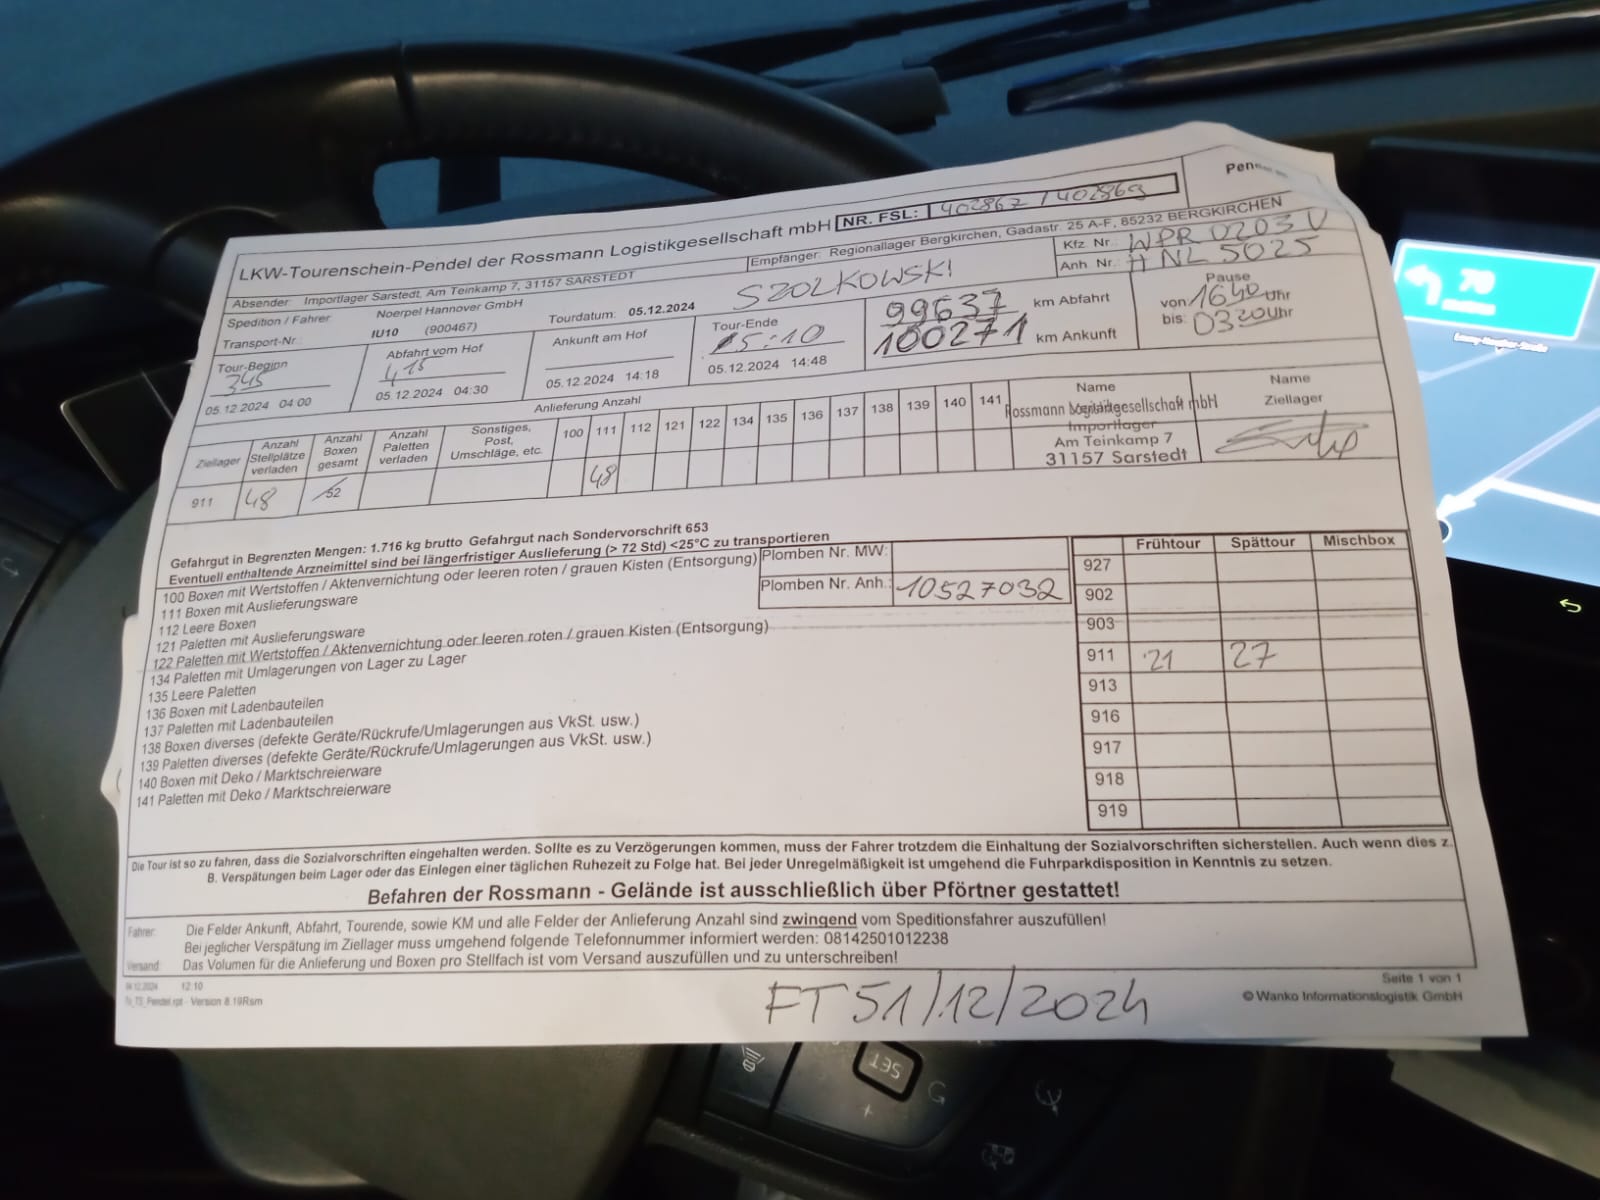 LKW-Tourenschein-Pendel der Rossmann Logistikgesellschaft mbH NR. FSL: 402867 / 402869
Absender: Importlager Sarstedt, Am Teinkamp 7, 31157 SARSTEDT Empfänger: Regionallager Bergkirchen, Gadastr. 25 A-F, 85232 BERGKIRCHEN
Spedition / Fahrer: Noerpel Hannover GmbH SZOLKOWSKI Kfz Nr.: WPR 0203 V
Transport-Nr.: IU10 (900467) Tourdatum: 05.12.2024 Anh Nr.: HNL 5025
Tour-Beginn Abfahrt vom Hof Ankunft am Hof Tour-Ende 99637 km Abfahrt Pause
345 415 15:10 100271 km Ankunft von 1640 Uhr
05.12.2024 04:00 05.12.2024 04:30 05.12.2024 14:18 05.12.2024 14:48 bis: 0320 Uhr
Anlieferung Anzahl Name Name
Ziellager Anzahl Stellplätze verladen Anzahl Boxen gesamt Anzahl Paletten verladen Sonstiges, Post, Umschläge, etc. 100 111 112 121 122 134 135 136 137 138 139 140 141 Ziellager
Rossmann Logistikgesellschaft mbH
Importlager
Am Teinkamp 7
31157 Sarstedt
911 48 52 48
Gefahrgut in Begrenzten Mengen: 1.716 kg brutto Gefahrgut nach Sondervorschrift 653
Eventuell enthaltende Arzneimittel sind bei längerfristiger Auslieferung (> 72 Std) <25°C zu transportieren
100 Boxen mit Wertstoffen / Aktenvernichtung oder leeren roten / grauen Kisten (Entsorgung)
111 Boxen mit Auslieferungsware
112 Leere Boxen
121 Paletten mit Auslieferungsware
122 Paletten mit Wertstoffen / Aktenvernichtung oder leeren roten / grauen Kisten (Entsorgung)
134 Paletten mit Umlagerungen von Lager zu Lager
135 Leere Paletten
136 Boxen mit Ladenbauteilen
137 Paletten mit Ladenbauteilen
138 Boxen diverses (defekte Geräte/Rückrufe/Umlagerungen aus VkSt. usw.)
139 Paletten diverses (defekte Geräte/Rückrufe/Umlagerungen aus VkSt. usw.)
140 Boxen mit Deko / Marktschreierware
141 Paletten mit Deko / Marktschreierware
Plomben Nr. MW:
Plomben Nr. Anh.: 10527032
Frühtour Spättour Mischbox
927
902
903
911 21 27
913
916
917
918
919
Die Tour ist so zu fahren, dass die Sozialvorschriften eingehalten werden. Sollte es zu Verzögerungen kommen, muss der Fahrer trotzdem die Einhaltung der Sozialvorschriften sicherstellen. Auch wenn dies z.
B. Verspätungen beim Lager oder das Einlegen einer täglichen Ruhezeit zu Folge hat. Bei jeder Unregelmäßigkeit ist umgehend die Fuhrparkdisposition in Kenntnis zu setzen.
Befahren der Rossmann - Gelände ist ausschließlich über Pförtner gestattet!
Fahrer: Die Felder Ankunft, Abfahrt, Tourende, sowie KM und alle Felder der Anlieferung Anzahl sind zwingend vom Speditionsfahrer auszufüllen!
Bei jeglicher Verspätung im Ziellager muss umgehend folgende Telefonnummer informiert werden: 08142501012238
Versand: Das Volumen für die Anlieferung und Boxen pro Stellfach ist vom Versand auszufüllen und zu unterschreiben!
04.12.2024 12:10 Seite 1 von 1
Pendel.rpt - Version 8.19Rsm © Wanko Informationslogistik GmbH
FT 51/12/2024
70